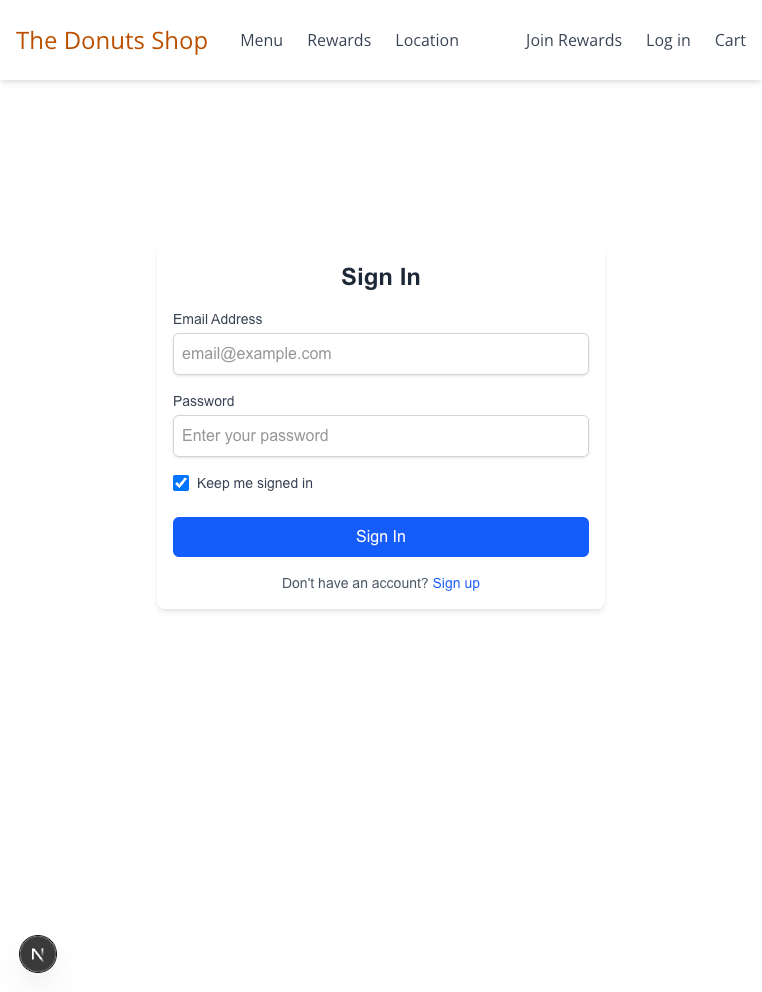 The Donuts Shop Menu Rewards Location Join Rewards Log in Cart
Sign In
Email Address
email@example.com
Password
Enter your password
Keep me signed in
Sign In
Don't have an account? Sign up
N